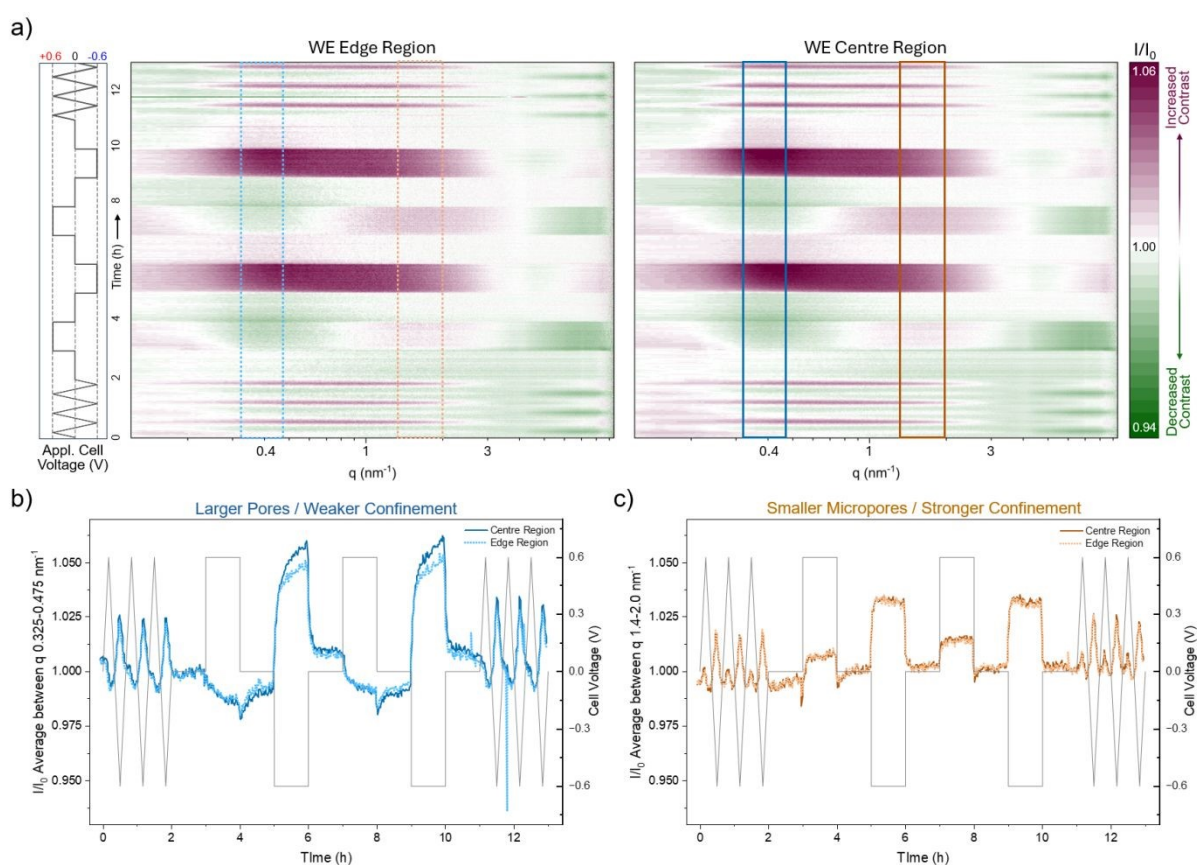 a)
WE Edge Region
WE Centre Region
I/I0
+0.6 0 -0.6
1.06
1.00
0.94
Increased Contrast
Decreased Contrast
Time (h)
0 2 4 6 8 10 12
Appl. Cell
Voltage (V)
0.4 1 3
q (nm-1)
0.4 1 3
q (nm-1)
b)
Larger Pores / Weaker Confinement
Centre Region
Edge Region
I/I0 Average between q 0.325-0.475 nm-1
1.050
1.025
1.000
0.975
0.950
0.6
0.3
0.0
-0.3
-0.6
Cell Voltage (V)
0 2 4 6 8 10 12
TIme (h)
c)
Smaller Micropores / Stronger Confinement
Centre Region
Edge Region
I/I0 Average between q 1.4-2.0 nm-1
1.050
1.025
1.000
0.975
0.950
0.6
0.3
0.0
-0.3
-0.6
Cell Voltage (V)
0 2 4 6 8 10 12
TIme (h)